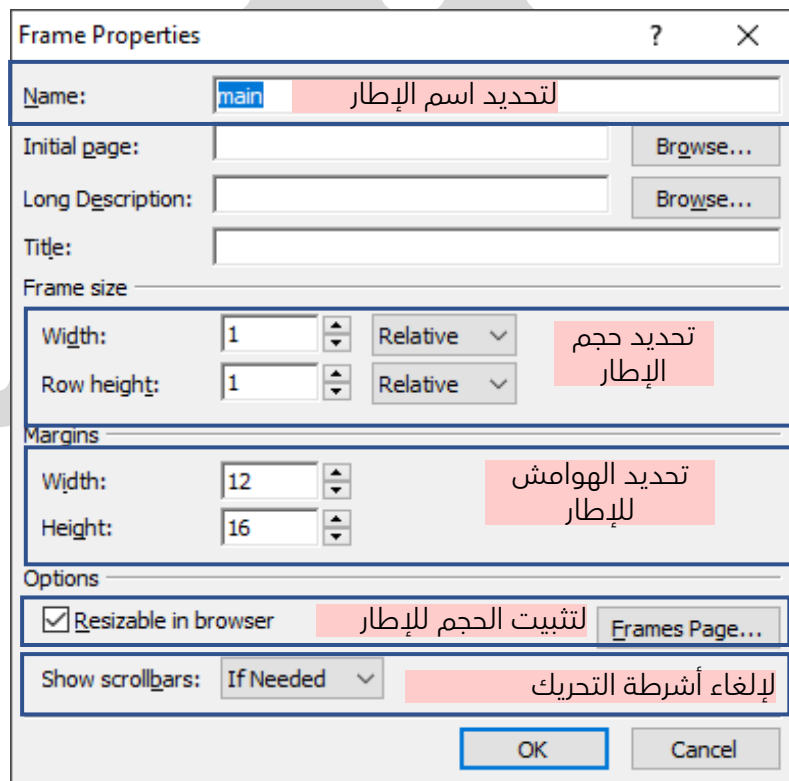 Frame Properties ? ×
Name: main لتحديد اسم الإطار
Initial page: Browse...
Long Description: Browse...
Title:
Frame size
Width: 1 Relative تحديد حجم
Row height: 1 Relative الإطار
Margins
Width: 12 تحديد الهوامش
Height: 16 للإطار
Options
Resizable in browser لتثبيت الحجم للإطار Frames Page...
Show scrollbars: If Needed لإلغاء أشرطة التحريك
OK Cancel